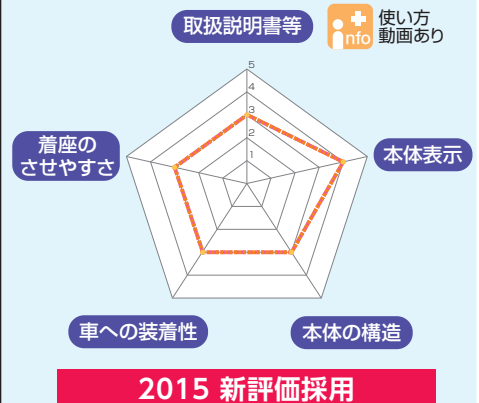 取扱説明書等
info
使い方
動画あり
5
4
3
2
1
着座の
させやすさ
本体表示
車への装着性
本体の構造
2015 新評価採用